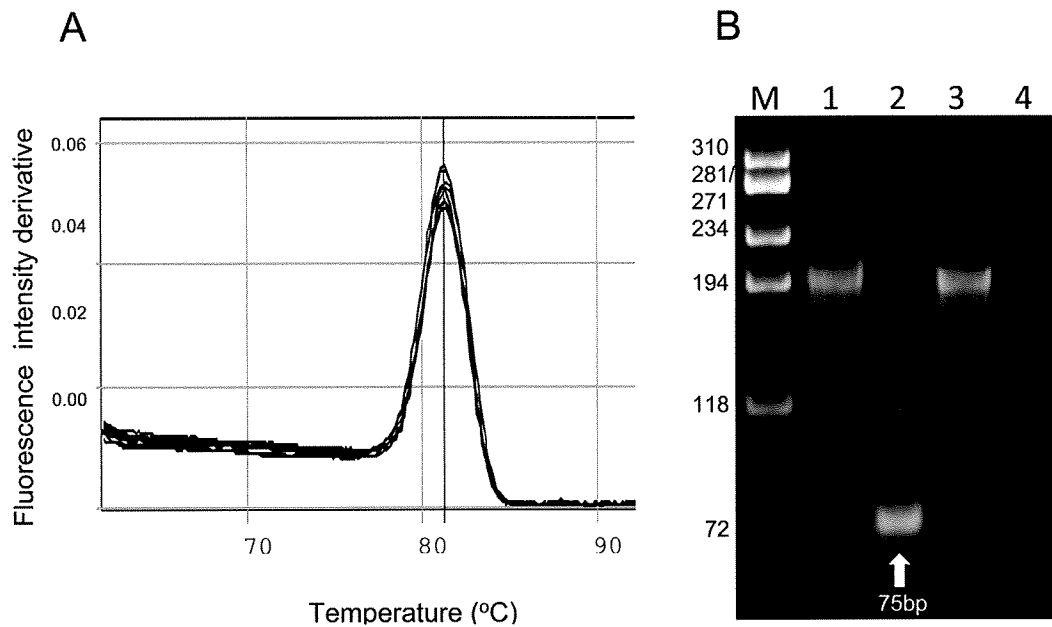 A
Fluorescence intensity derivative
0.06
0.04
0.02
0.00
70 80 90
Temperature (ºC)
B
M 1 2 3 4
310
281/
271
234
194
118
72
75bp